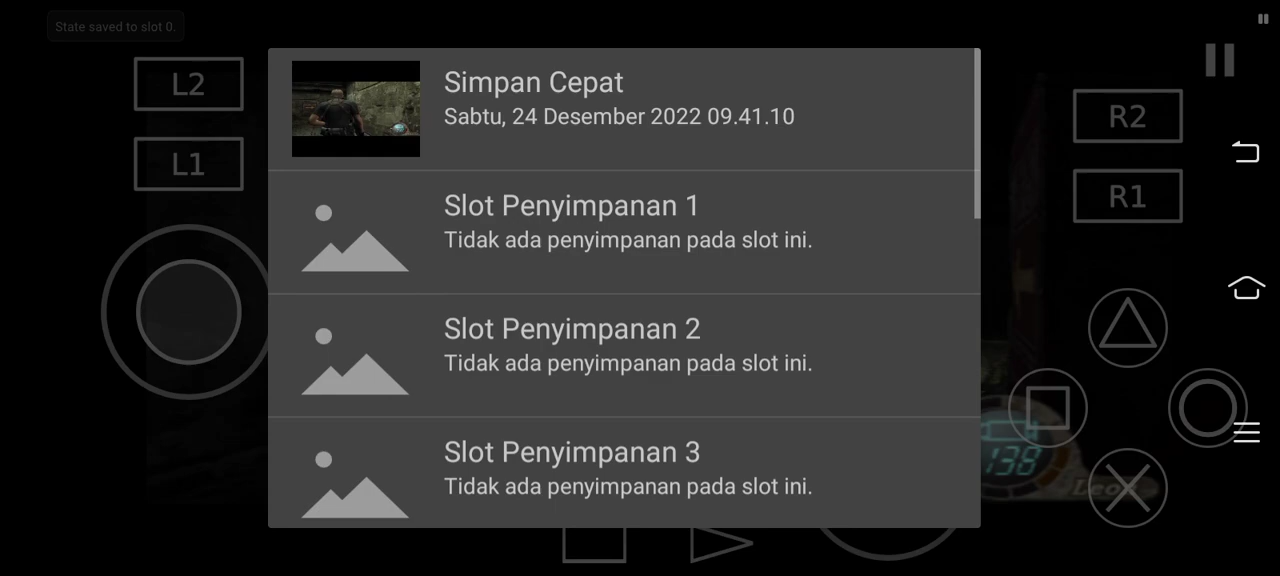 State saved to slot 0.
L2
L1
R2
R1
Simpan Cepat
Sabtu, 24 Desember 2022 09.41.10
Slot Penyimpanan 1
Tidak ada penyimpanan pada slot ini.
Slot Penyimpanan 2
Tidak ada penyimpanan pada slot ini.
Slot Penyimpanan 3
Tidak ada penyimpanan pada slot ini.
138
Leon